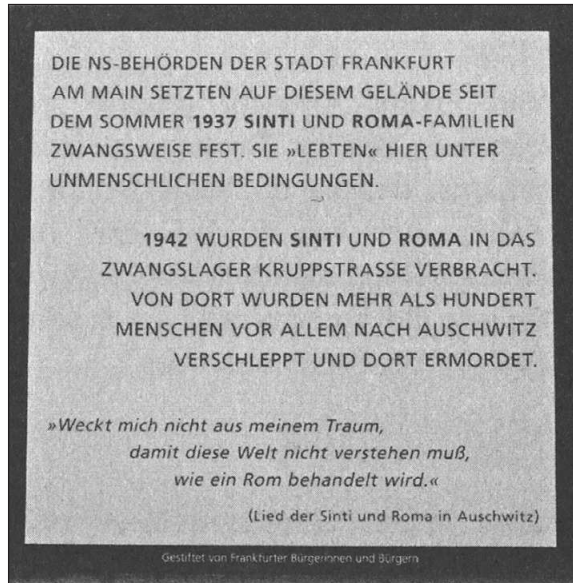 DIE NS-BEHÖRDEN DER STADT FRANKFURT
AM MAIN SETZTEN AUF DIESEM GELÄNDE SEIT
DEM SOMMER 1937 SINTI UND ROMA-FAMILIEN
ZWANGSWEISE FEST. SIE »LEBTEN« HIER UNTER
UNMENSCHLICHEN BEDINGUNGEN.
1942 WURDEN SINTI UND ROMA IN DAS
ZWANGSLAGER KRUPPSTRASSE VERBRACHT.
VON DORT WURDEN MEHR ALS HUNDERT
MENSCHEN VOR ALLEM NACH AUSCHWITZ
VERSCHLEPPT UND DORT ERMORDET.
»Weckt mich nicht aus meinem Traum,
damit diese Welt nicht verstehen muß,
wie ein Rom behandelt wird.«
(Lied der Sinti und Roma in Auschwitz)
Gestiftet von Frankfurter Bürgerinnen und Bürgern